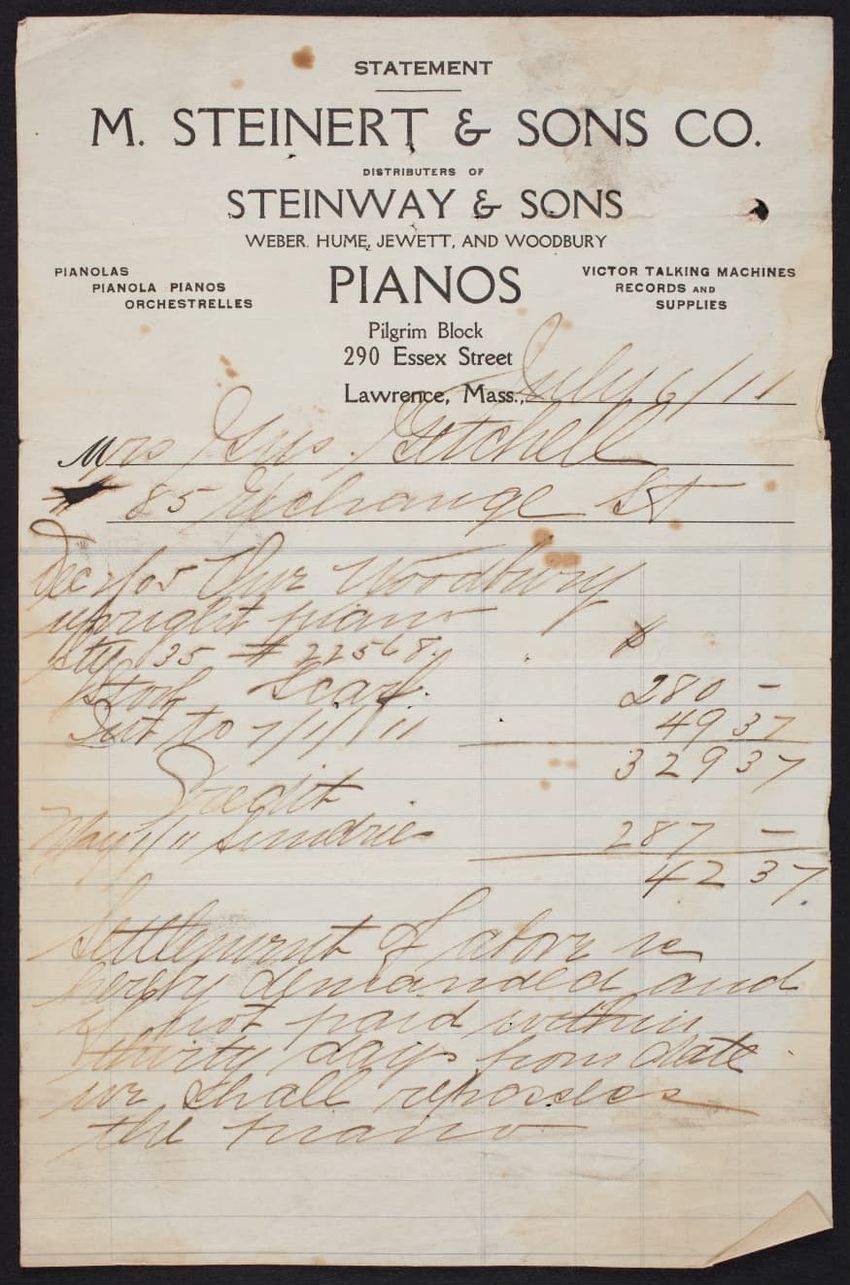 STATEMENT
M. STEINERT & SONS CO.
DISTRIBUTERS OF
STEINWAY & SONS
WEBER. HUME, JEWETT, AND WOODBURY
PIANOLAS
PIANOLA PIANOS
ORCHESTRELLES
PIANOS
VICTOR TALKING MACHINES
RECORDS AND
SUPPLIES
Pilgrim Block
290 Essex Street
Lawrence, Mass., July 6/11
Mrs Gus. Getchell
# 85 Exchange St
Dec 1/05 One Woodbury
upright piano
sty 35 # 22568. $
Stool Scarf. 280 -
Int to 7/1/11 49 37
329 37
Credit
May 1/11 Sundries 287 -
42 37
Settlement of above is
hereby demanded and
if not paid within
thirty days from date
we shall repossess
the piano